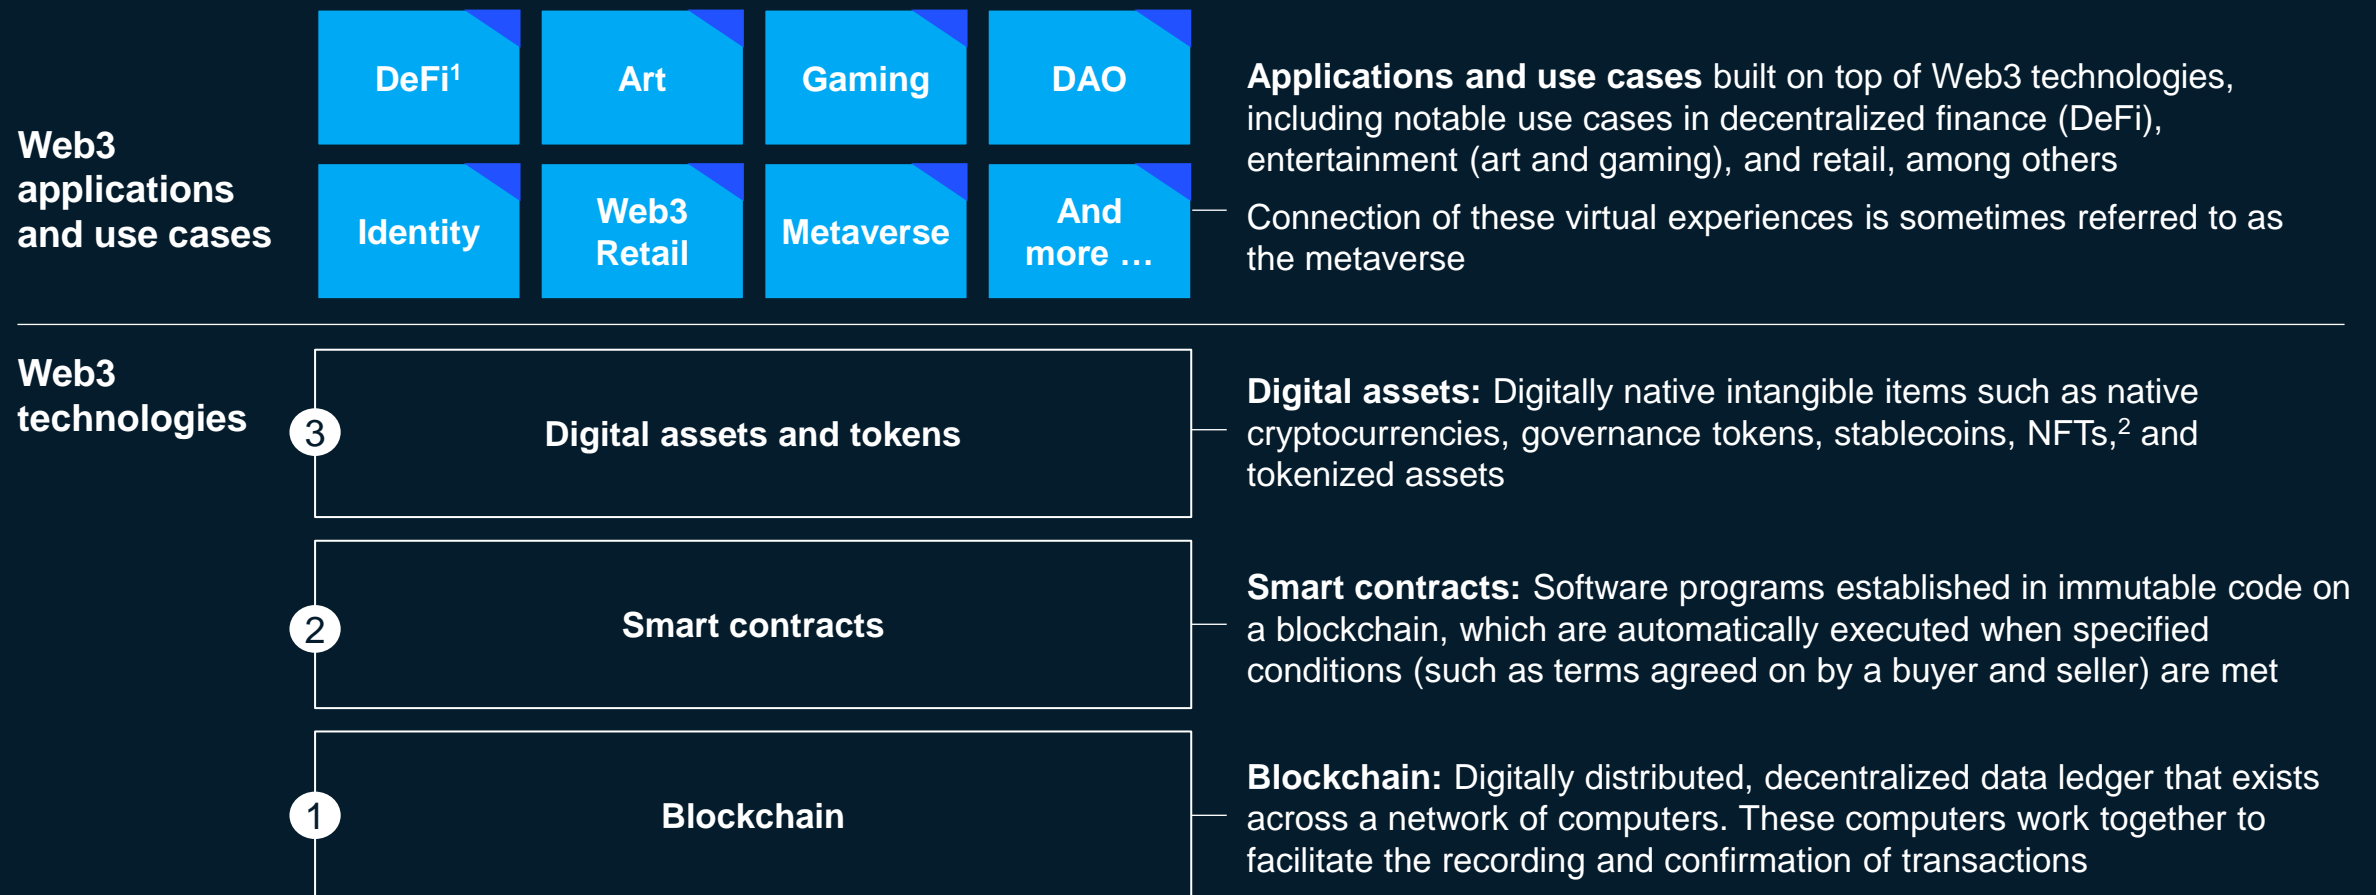 Web3
applications
and use cases
DeFi¹
Art
Gaming
DAO
Identity
Web3
Retail
Metaverse
And
more …
Applications and use cases built on top of Web3 technologies,
including notable use cases in decentralized finance (DeFi),
entertainment (art and gaming), and retail, among others
Connection of these virtual experiences is sometimes referred to as
the metaverse
Web3
technologies
3
Digital assets and tokens
Digital assets: Digitally native intangible items such as native
cryptocurrencies, governance tokens, stablecoins, NFTs,² and
tokenized assets
2
Smart contracts
Smart contracts: Software programs established in immutable code on
a blockchain, which are automatically executed when specified
conditions (such as terms agreed on by a buyer and seller) are met
1
Blockchain
Blockchain: Digitally distributed, decentralized data ledger that exists
across a network of computers. These computers work together to
facilitate the recording and confirmation of transactions